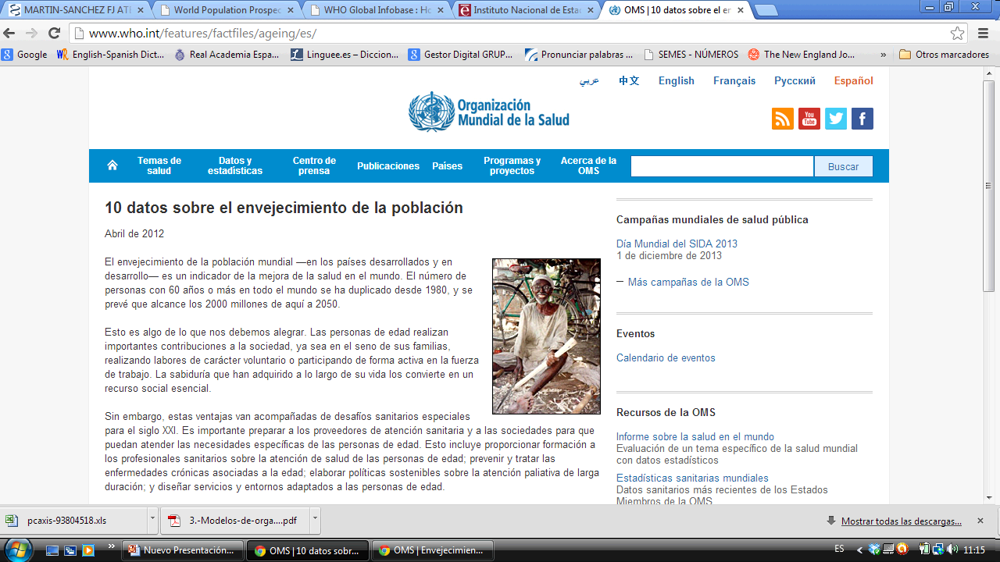 MARTIN-SANCHEZ FJ ATE
World Population Prospec
WHO Global Infobase : Ho
Instituto Nacional de Esta
OMS | 10 datos sobre el en
www.who.int/features/factfiles/ageing/es/
Google
English-Spanish Dict...
Real Academia Espa...
Linguee.es – Diccion...
Gestor Digital GRUP...
Pronunciar palabras ...
SEMES - NÚMEROS
The New England Jo...
»
Otros marcadores
عربي
中文
English
Français
Русский
Español
Organización
Mundial de la Salud
You
Tube
Temas de
salud
Datos y
estadísticas
Centro de
prensa
Publicaciones
Países
Programas y
proyectos
Acerca de la
OMS
Buscar
10 datos sobre el envejecimiento de la población
Abril de 2012
El envejecimiento de la población mundial —en los países desarrollados y en
desarrollo— es un indicador de la mejora de la salud en el mundo. El número de
personas con 60 años o más en todo el mundo se ha duplicado desde 1980, y se
prevé que alcance los 2000 millones de aquí a 2050.
Esto es algo de lo que nos debemos alegrar. Las personas de edad realizan
importantes contribuciones a la sociedad, ya sea en el seno de sus familias,
realizando labores de carácter voluntario o participando de forma activa en la fuerza
de trabajo. La sabiduría que han adquirido a lo largo de su vida los convierte en un
recurso social esencial.
Sin embargo, estas ventajas van acompañadas de desafíos sanitarios especiales
para el siglo XXI. Es importante preparar a los proveedores de atención sanitaria y a las sociedades para que
puedan atender las necesidades específicas de las personas de edad. Esto incluye proporcionar formación a
los profesionales sanitarios sobre la atención de salud de las personas de edad; prevenir y tratar las
enfermedades crónicas asociadas a la edad; elaborar políticas sostenibles sobre la atención paliativa de larga
duración; y diseñar servicios y entornos adaptados a las personas de edad.
Campañas mundiales de salud pública
Día Mundial del SIDA 2013
1 de diciembre de 2013
— Más campañas de la OMS
Eventos
Calendario de eventos
Recursos de la OMS
Informe sobre la salud en el mundo
Evaluación de un tema específico de la salud mundial
con datos estadísticos
Estadísticas sanitarias mundiales
Datos sanitarios más recientes de los Estados
Miembros de la OMS
pcaxis-93804518.xls
3.-Modelos-de-orga....pdf
Mostrar todas las descargas...
»
Nuevo Presentación...
OMS | 10 datos sobr...
OMS | Envejecimien...
ES
11:15